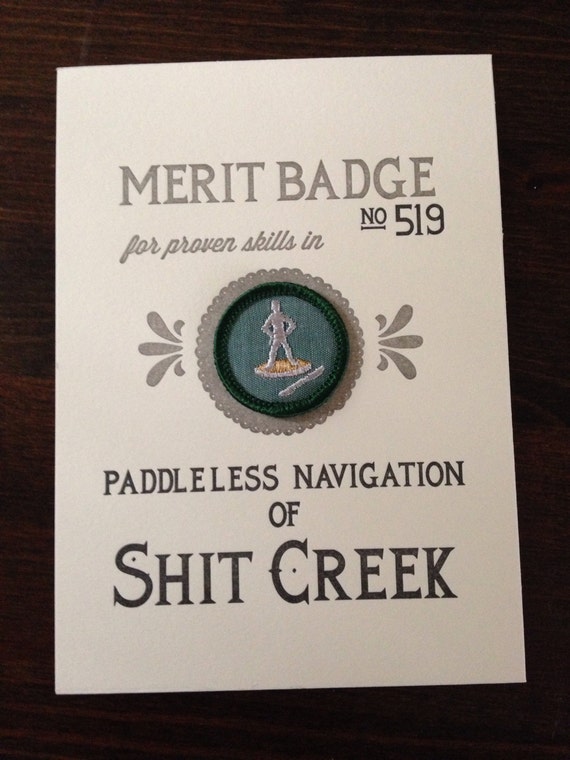 MERIT BADGE
NO 519
for proven skills in
PADDLELESS NAVIGATION
OF
SHIT CREEK